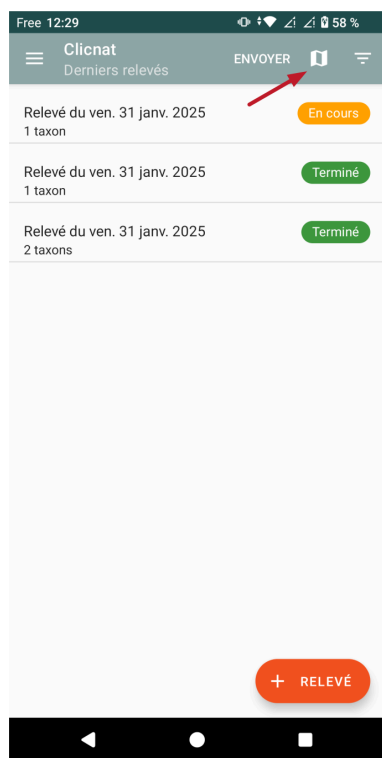 Free 12:29
58 %
Clicnat
Derniers relevés
ENVOYER
Relevé du ven. 31 janv. 2025
En cours
1 taxon
Relevé du ven. 31 janv. 2025
Terminé
1 taxon
Relevé du ven. 31 janv. 2025
Terminé
2 taxons
+ RELEVÉ